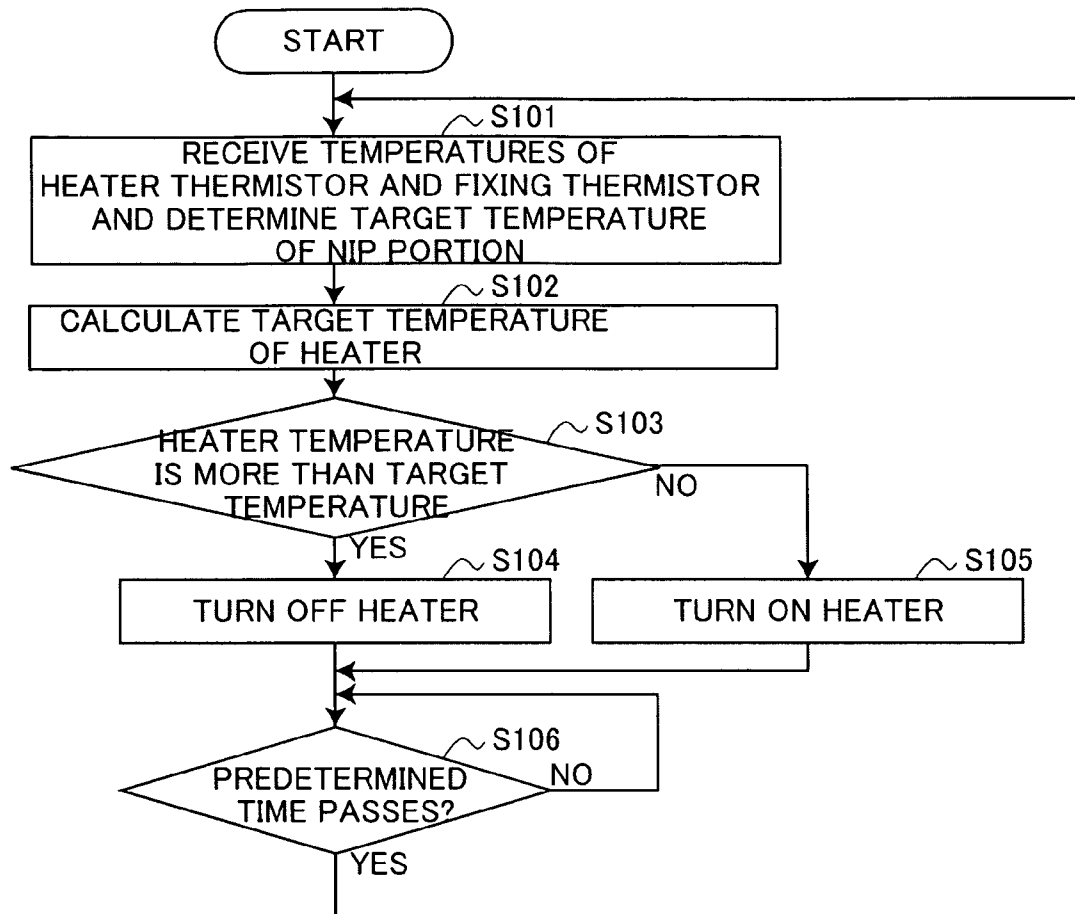 START
S101
RECEIVE TEMPERATURES OF
HEATER THERMISTOR AND FIXING THERMISTOR
AND DETERMINE TARGET TEMPERATURE
OF NIP PORTION
S102
CALCULATE TARGET TEMPERATURE
OF HEATER
S103
HEATER TEMPERATURE
IS MORE THAN TARGET
TEMPERATURE
NO
YES
S104
TURN OFF HEATER
S105
TURN ON HEATER
S106
PREDETERMINED
TIME PASSES?
NO
YES